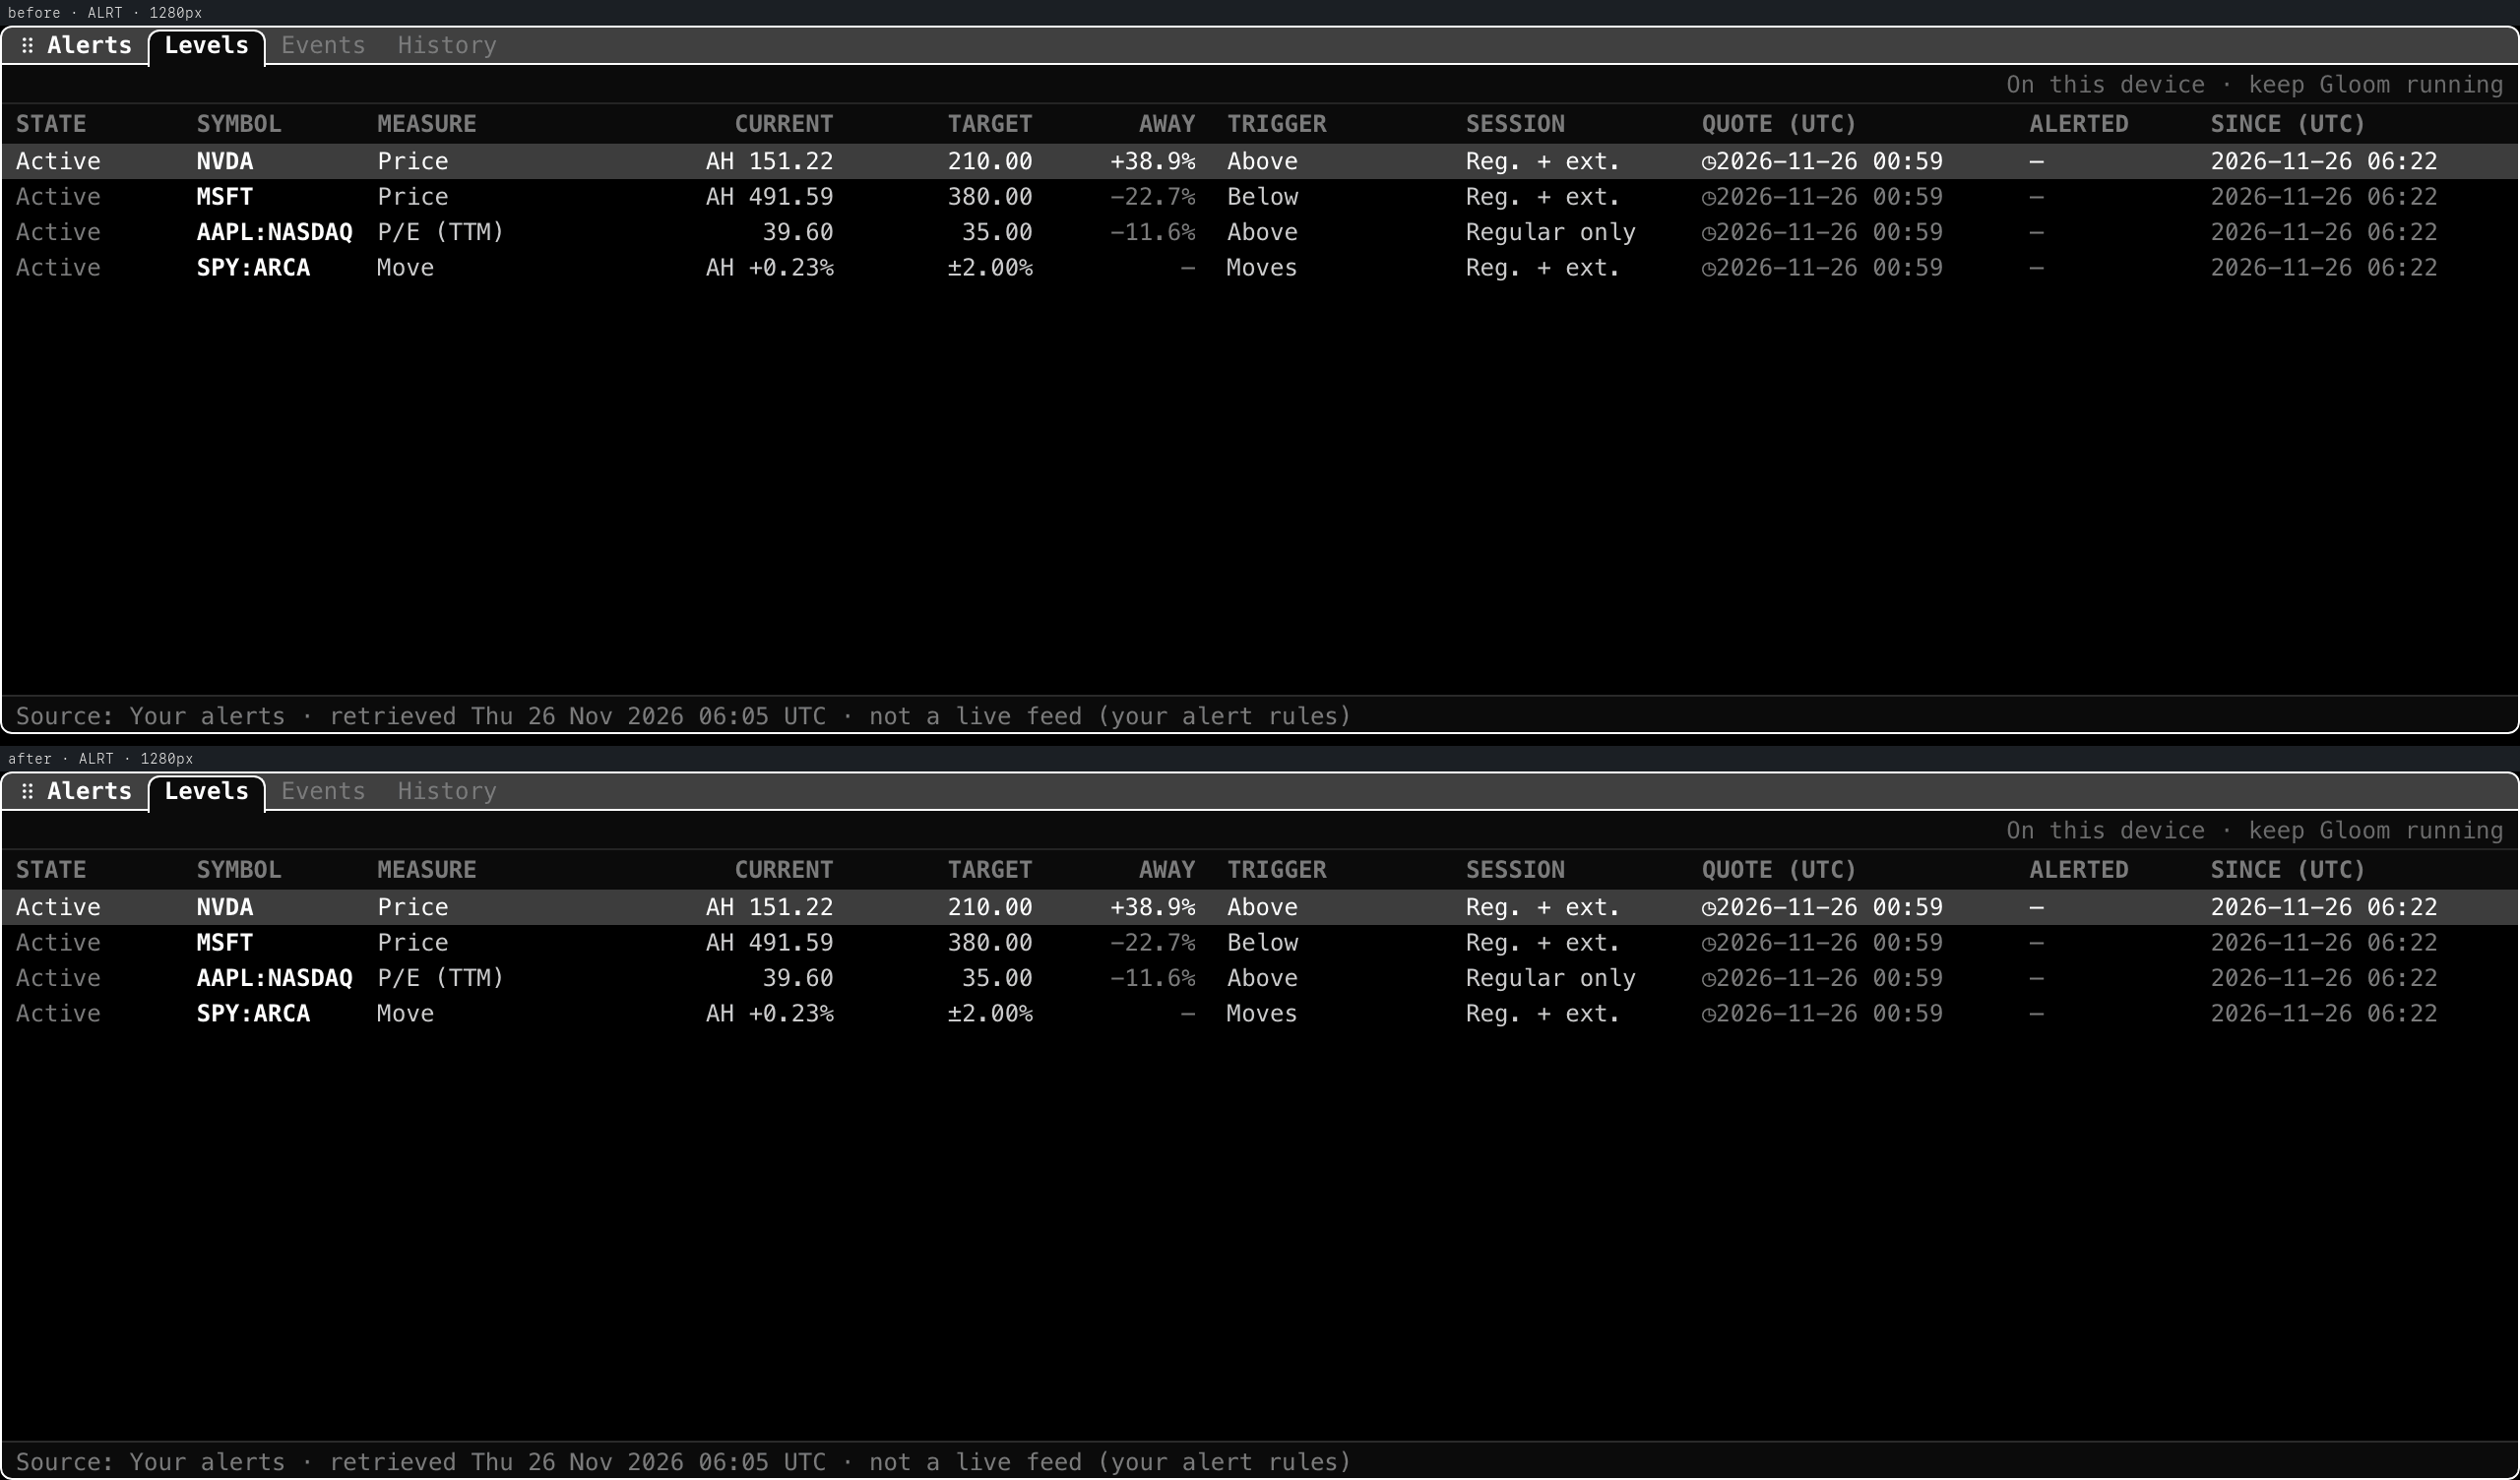 before · ALRT · 1280px
⠿ Alerts Levels Events History
On this device · keep Gloom running
STATE SYMBOL MEASURE CURRENT TARGET AWAY TRIGGER SESSION QUOTE (UTC) ALERTED SINCE (UTC)
Active NVDA Price AH 151.22 210.00 +38.9% Above Reg. + ext. ◷2026−11−26 00:59 — 2026−11−26 06:22
Active MSFT Price AH 491.59 380.00 −22.7% Below Reg. + ext. ◷2026−11−26 00:59 — 2026−11−26 06:22
Active AAPL:NASDAQ P/E (TTM) 39.60 35.00 −11.6% Above Regular only ◷2026−11−26 00:59 — 2026−11−26 06:22
Active SPY:ARCA Move AH +0.23% ±2.00% — Moves Reg. + ext. ◷2026−11−26 00:59 — 2026−11−26 06:22
Source: Your alerts · retrieved Thu 26 Nov 2026 06:05 UTC · not a live feed (your alert rules)
after · ALRT · 1280px
⠿ Alerts Levels Events History
On this device · keep Gloom running
STATE SYMBOL MEASURE CURRENT TARGET AWAY TRIGGER SESSION QUOTE (UTC) ALERTED SINCE (UTC)
Active NVDA Price AH 151.22 210.00 +38.9% Above Reg. + ext. ◷2026−11−26 00:59 — 2026−11−26 06:22
Active MSFT Price AH 491.59 380.00 −22.7% Below Reg. + ext. ◷2026−11−26 00:59 — 2026−11−26 06:22
Active AAPL:NASDAQ P/E (TTM) 39.60 35.00 −11.6% Above Regular only ◷2026−11−26 00:59 — 2026−11−26 06:22
Active SPY:ARCA Move AH +0.23% ±2.00% — Moves Reg. + ext. ◷2026−11−26 00:59 — 2026−11−26 06:22
Source: Your alerts · retrieved Thu 26 Nov 2026 06:05 UTC · not a live feed (your alert rules)